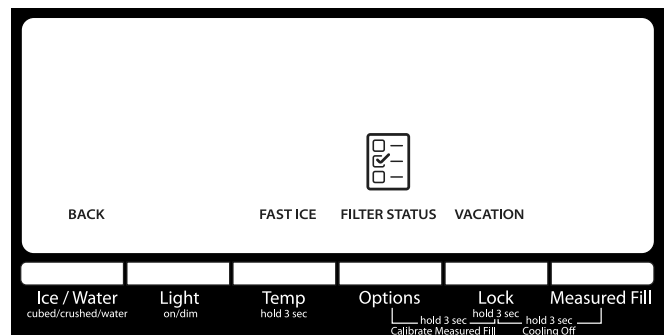 BACK FAST ICE FILTER STATUS VACATION
Ice / Water Light Temp Options Lock Measured Fill
cubed/crushed/water on/dim hold 3 sec hold 3 sec
hold 3 sec hold 3 sec
Calibrate Measured Fill Cooling Off